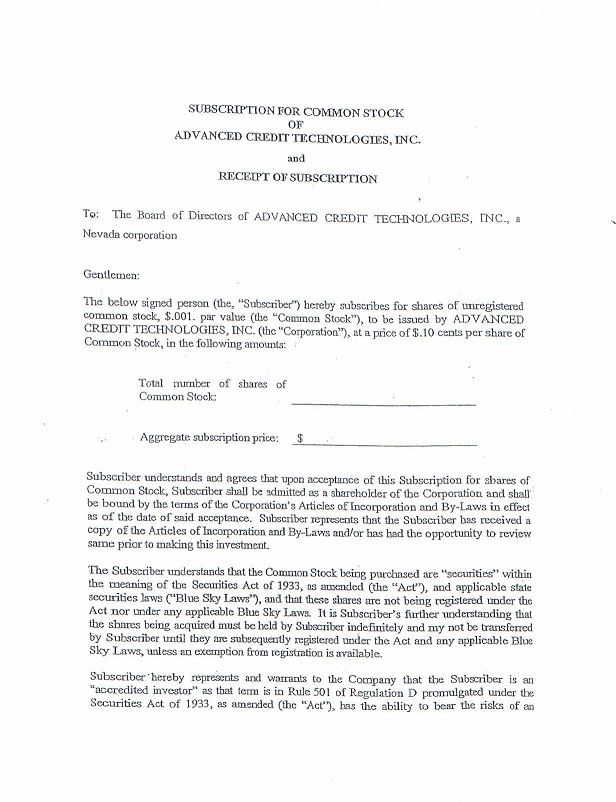 SUBSCRIPTION FOR COMMON STOCK
OF
ADVANCED CREDIT TECHNOLOGIES, INC.
and
RECEIPT OF SUBSCRIPTION
To: The Board of Directors of ADVANCED CREDIT TECHNOLOGIES, INC., a
Nevada corporation
Gentlemen:
The below signed person (the, “Subscriber”) hereby subscribes for shares of unregistered
common stock, $.001. par value (the “Common Stock”), to be issued by ADVANCED
CREDIT TECHNOLOGIES, INC. (the “Corporation”), at a price of $.10 cents per share of
Common Stock, in the following amounts:
Total number of shares of
Common Stock:
Aggregate subscription price: $
Subscriber understands and agrees that upon acceptance of this Subscription for shares of
Common Stock, Subscriber shall be admitted as a shareholder of the Corporation and shall
be bound by the terms of the Corporation’s Articles of Incorporation and By-Laws in effect
as of the date of said acceptance. Subscriber represents that the Subscriber has received a
copy of the Articles of Incorporation and By-Laws and/or has had the opportunity to review
same prior to making this investment.
The Subscriber understands that the Common Stock being purchased are “securities” within
the meaning of the Securities Act of 1933, as amended (the “Act”), and applicable state
securities laws (“Blue Sky Laws”), and that these shares are not being registered under the
Act nor under any applicable Blue Sky Laws. It is Subscriber’s further understanding that
the shares being acquired must be held by Subscriber indefinitely and my not be transferred
by Subscriber until they are subsequently registered under the Act and any applicable Blue
Sky Laws, unless an exemption from registration is available.
Subscriber hereby represents and warrants to the Company that the Subscriber is an
“accredited investor” as that term is in Rule 501 of Regulation D promulgated under the
Securities Act of 1933, as amended (the “Act”), has the ability to bear the risks of an